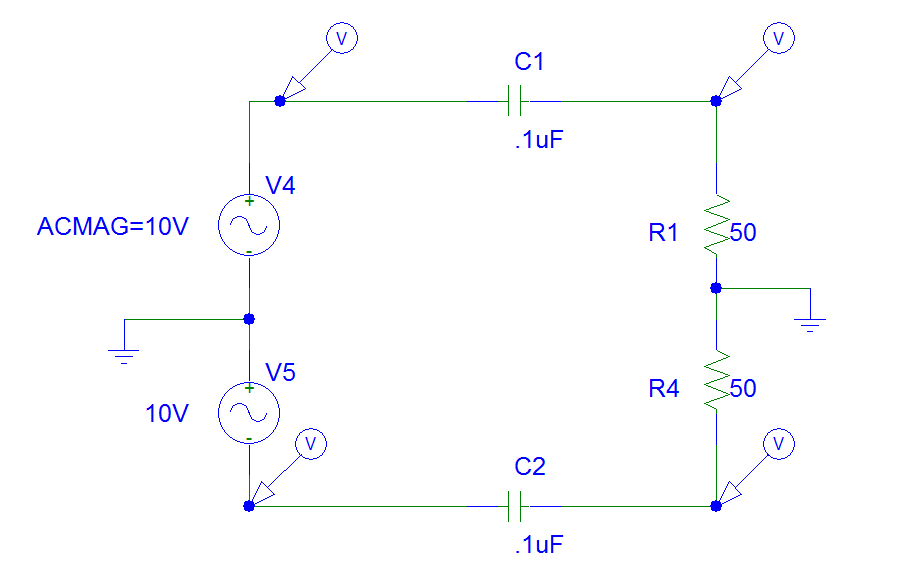 V
V
C1
.1uF
V4
+
ACMAG=10V
-
R1
50
V5
+
10V
-
R4
50
V
V
C2
.1uF